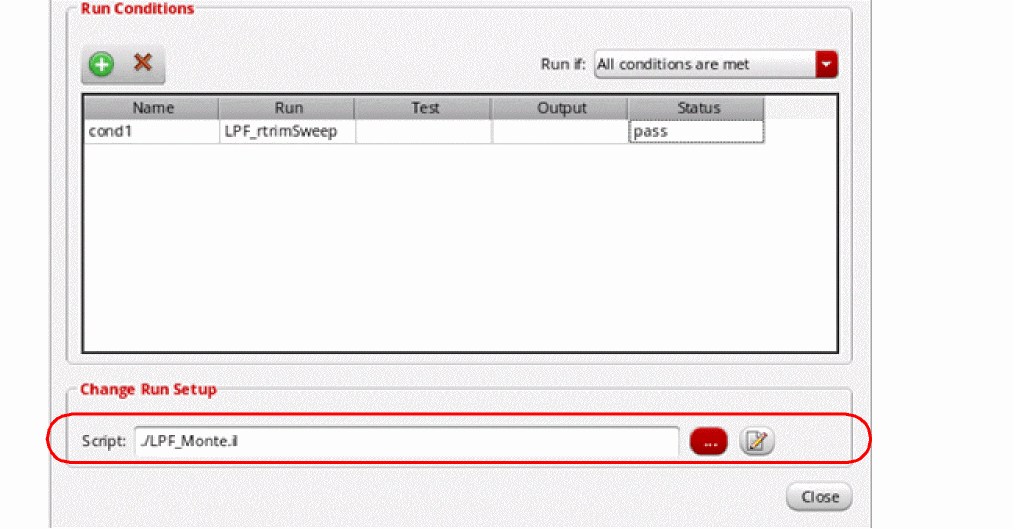 Run Conditions
Run if: All conditions are met
Name Run Test Output Status
cond1 LPF_rtrimSweep pass
Change Run Setup
Script: ./LPF_Monte.il
...
Close